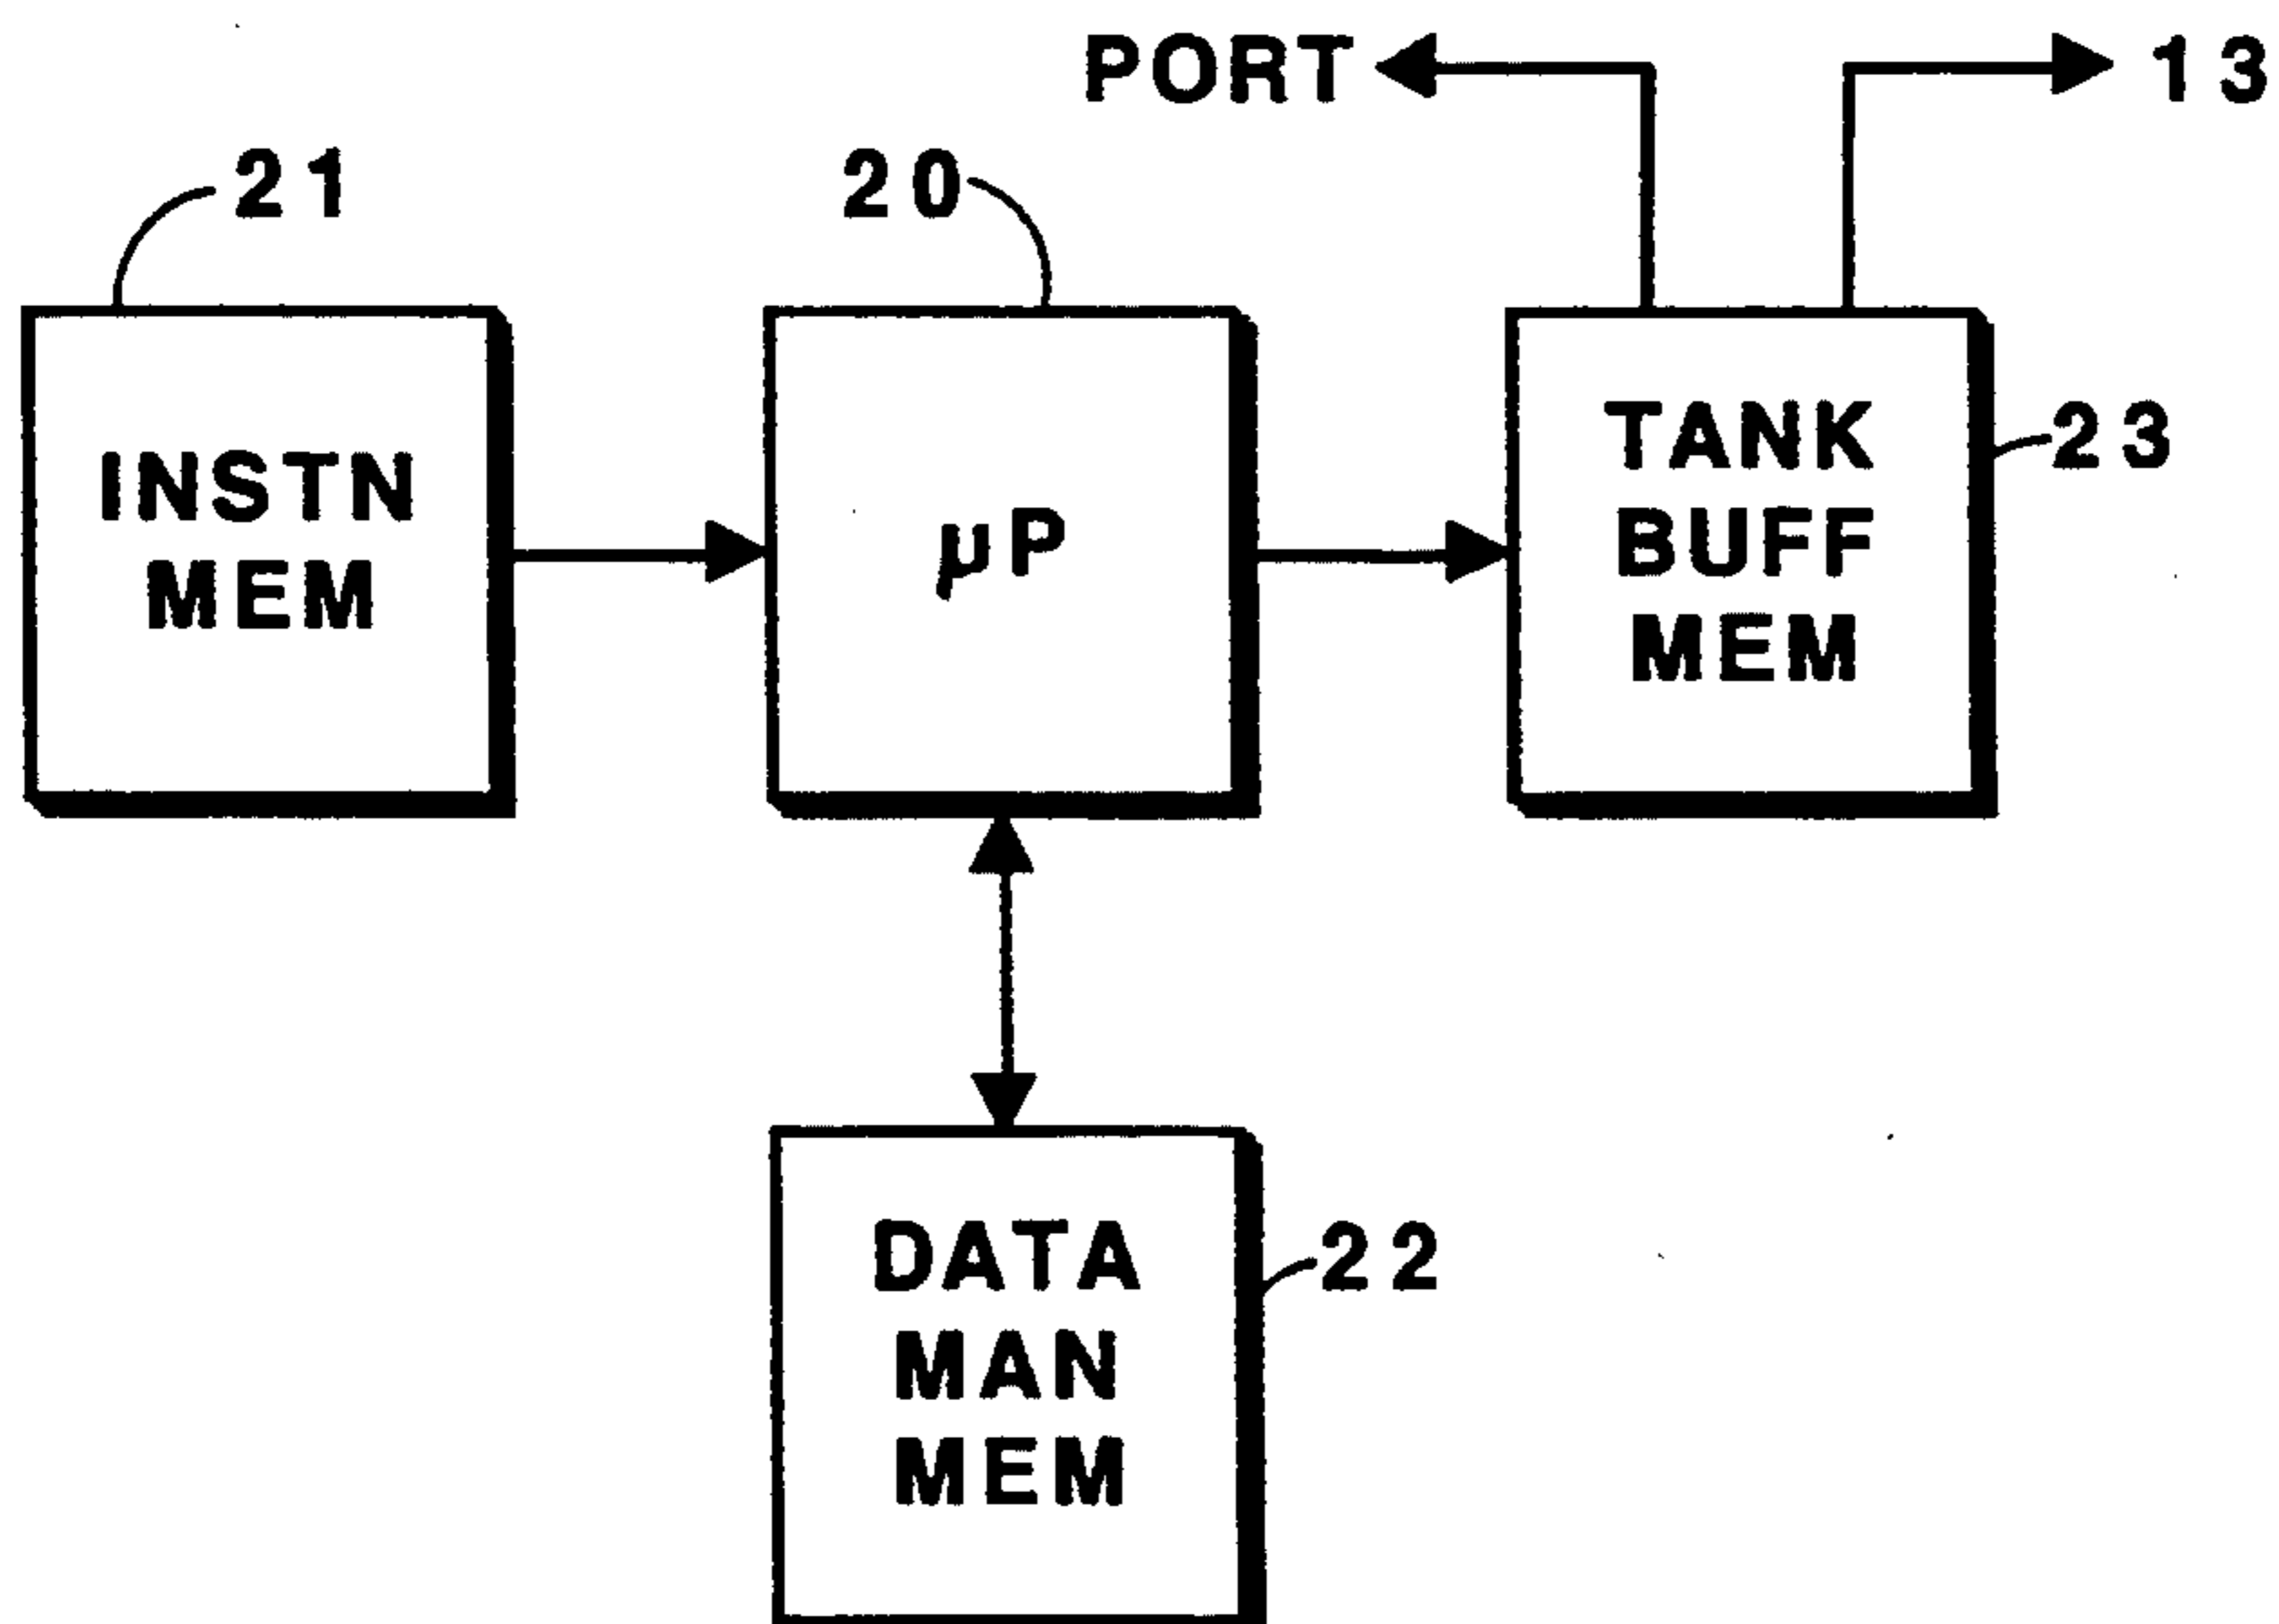 PORT
13
21
20
INSTN
MEM
µP
TANK
BUFF
MEM
23
DATA
MAN
MEM
22